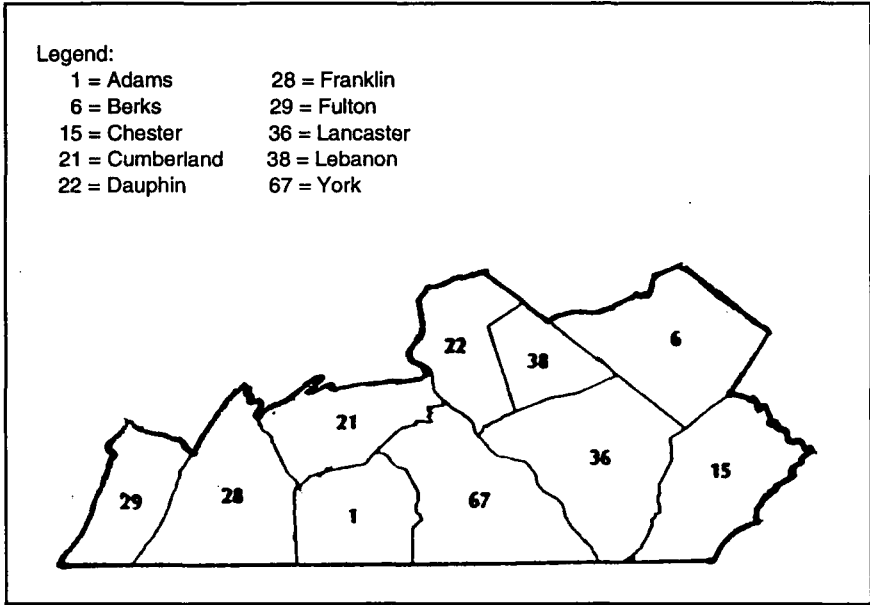 Legend:
1 = Adams 28 = Franklin
6 = Berks 29 = Fulton
15 = Chester 36 = Lancaster
21 = Cumberland 38 = Lebanon
22 = Dauphin 67 = York
22
38
6
21
36
15
29
28
1
67